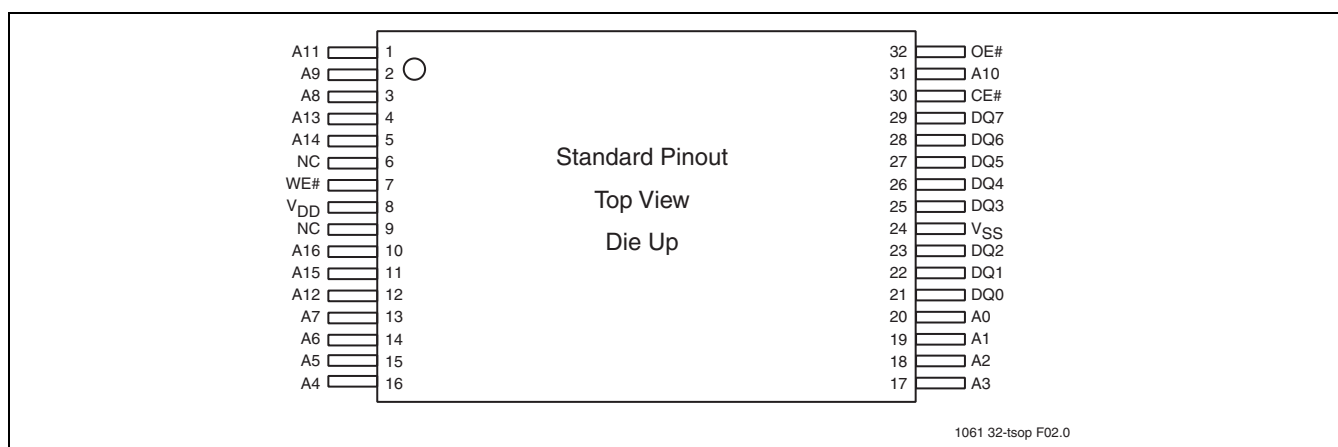 A11 1 32 OE#
A9 2 31 A10
A8 3 30 CE#
A13 4 29 DQ7
A14 5 28 DQ6
NC 6 27 DQ5
WE# 7 26 DQ4
VDD 8 25 DQ3
NC 9 24 VSS
A16 10 23 DQ2
A15 11 22 DQ1
A12 12 21 DQ0
A7 13 20 A0
A6 14 19 A1
A5 15 18 A2
A4 16 17 A3
Standard Pinout
Top View
Die Up
1061 32-tsop F02.0